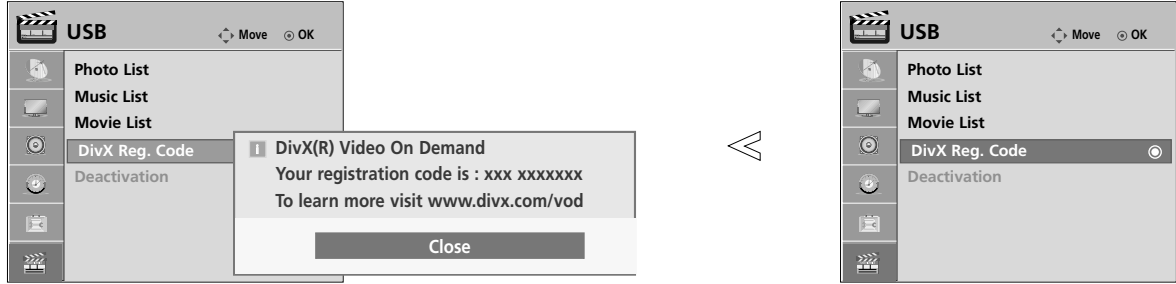 USB
Move OK
Photo List
Music List
Movie List
DivX Reg. Code
Deactivation
i DivX(R) Video On Demand
Your registration code is : xxx xxxxxxx
To learn more visit www.divx.com/vod
Close
USB
Move OK
Photo List
Music List
Movie List
DivX Reg. Code
Deactivation